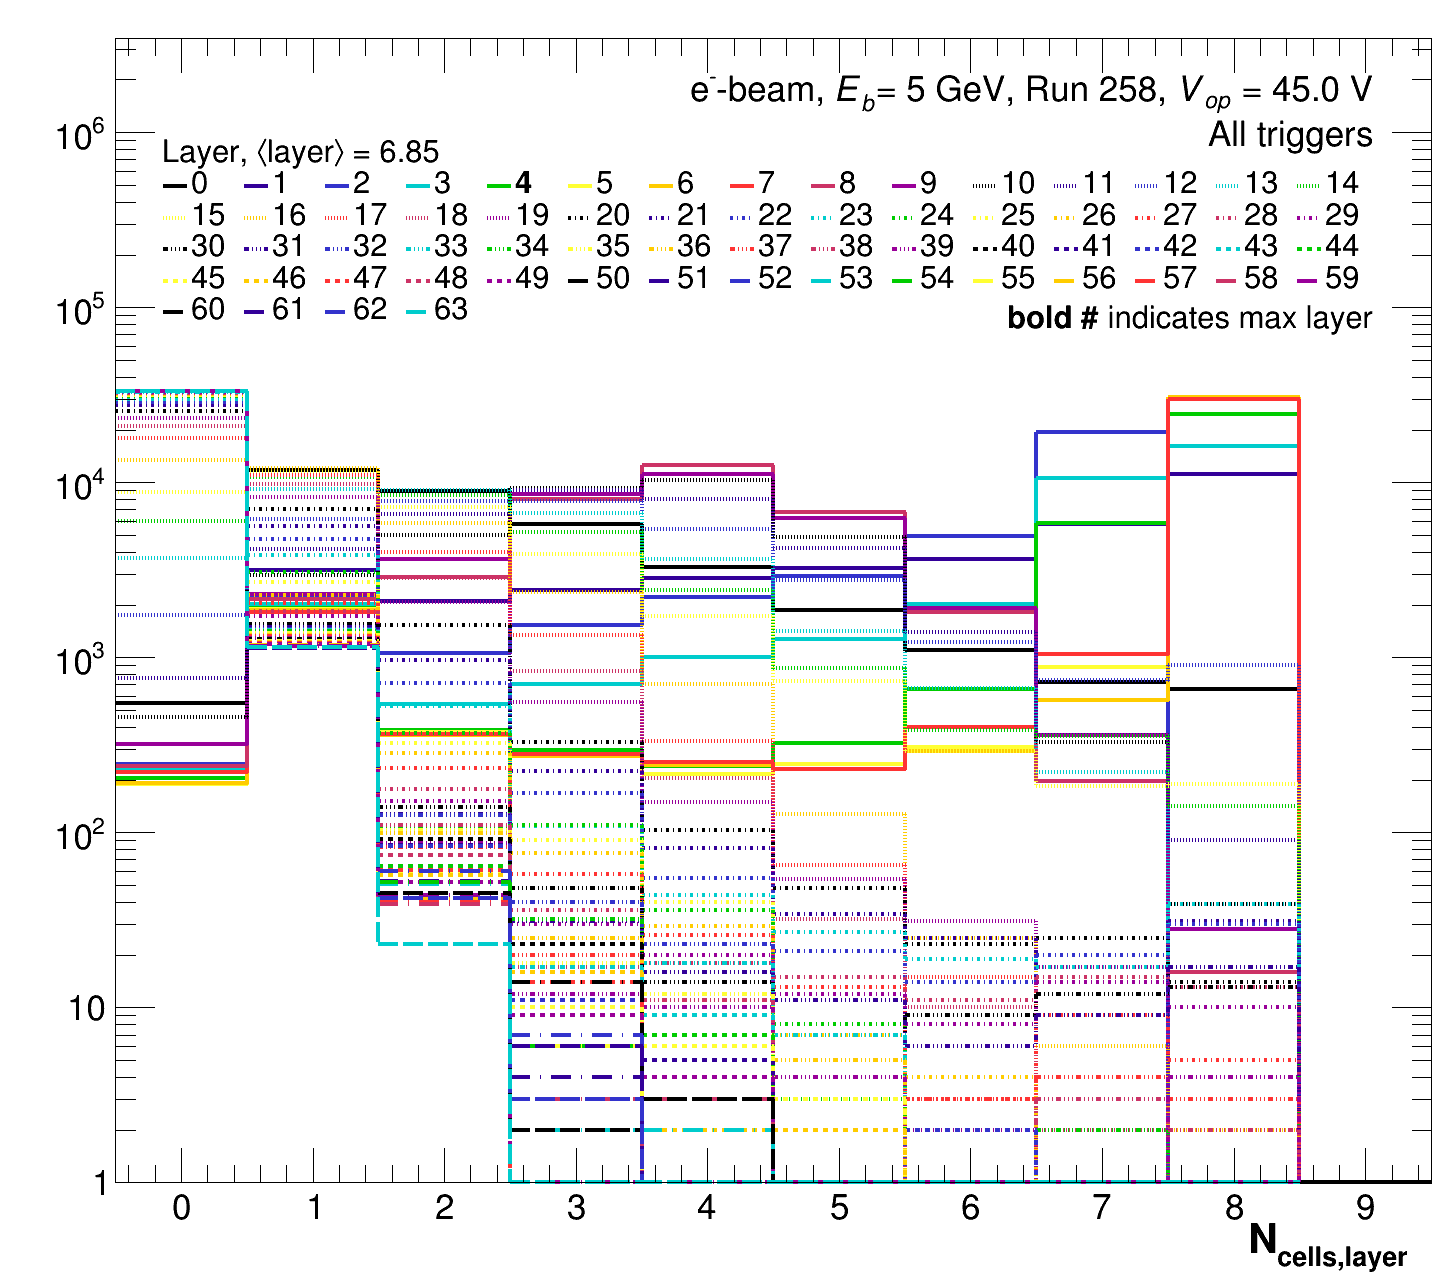 e⁻-beam, E_b= 5 GeV, Run 258, V_op = 45.0 V
All triggers
Layer, ⟨layer⟩ = 6.85
0 1 2 3 4 5 6 7 8 9 10 11 12 13 14
15 16 17 18 19 20 21 22 23 24 25 26 27 28 29
30 31 32 33 34 35 36 37 38 39 40 41 42 43 44
45 46 47 48 49 50 51 52 53 54 55 56 57 58 59
60 61 62 63
bold # indicates max layer
10⁶
10⁵
10⁴
10³
10²
10
1
0 1 2 3 4 5 6 7 8 9
N_cells,layer